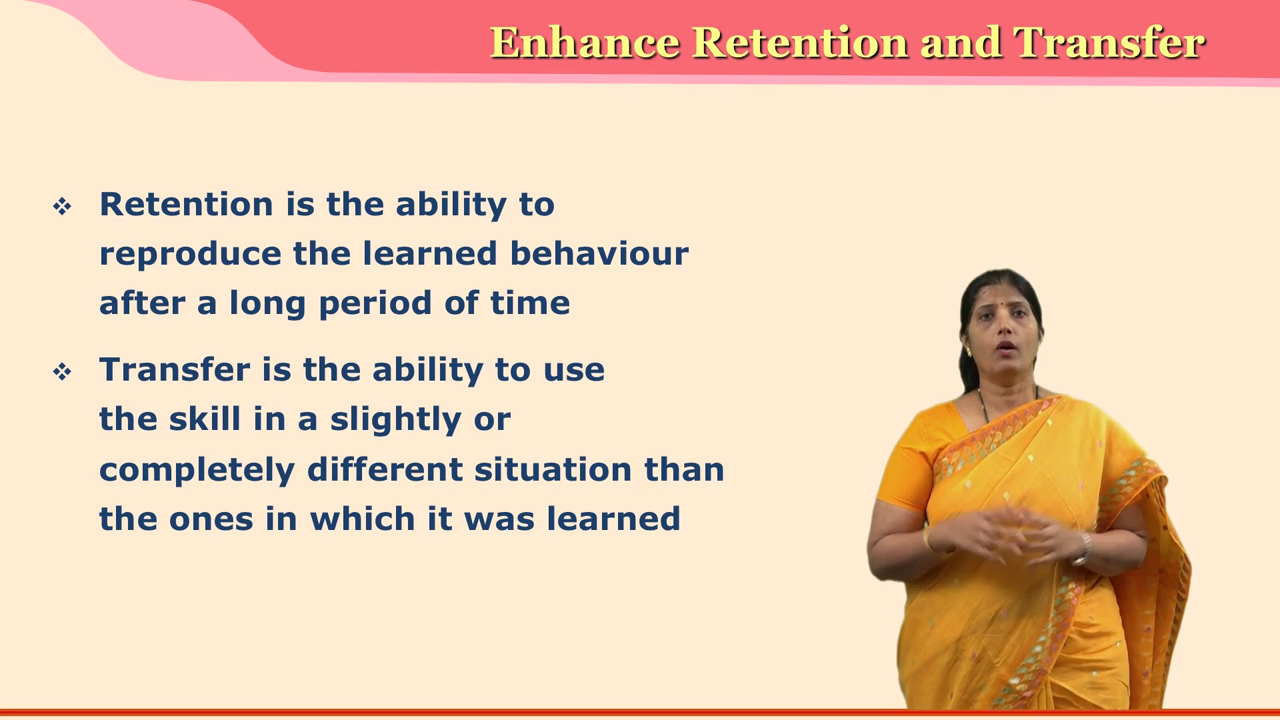 Enhance Retention and Transfer
❖ Retention is the ability to
reproduce the learned behaviour
after a long period of time
❖ Transfer is the ability to use
the skill in a slightly or
completely different situation than
the ones in which it was learned